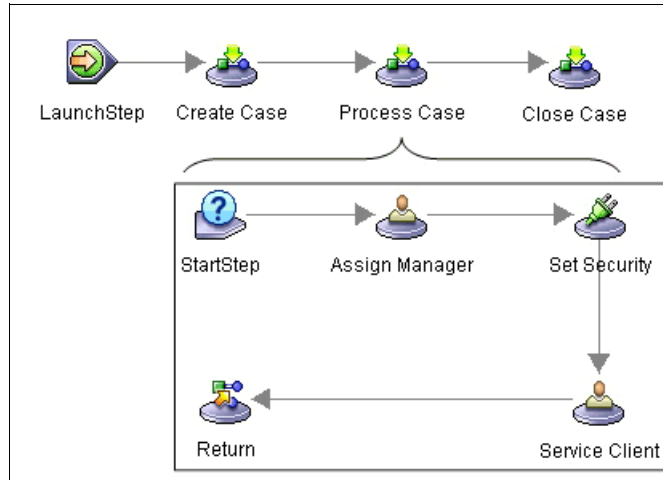 LaunchStep
Create Case
Process Case
Close Case
?
StartStep
Assign Manager
Set Security
Return
Service Client